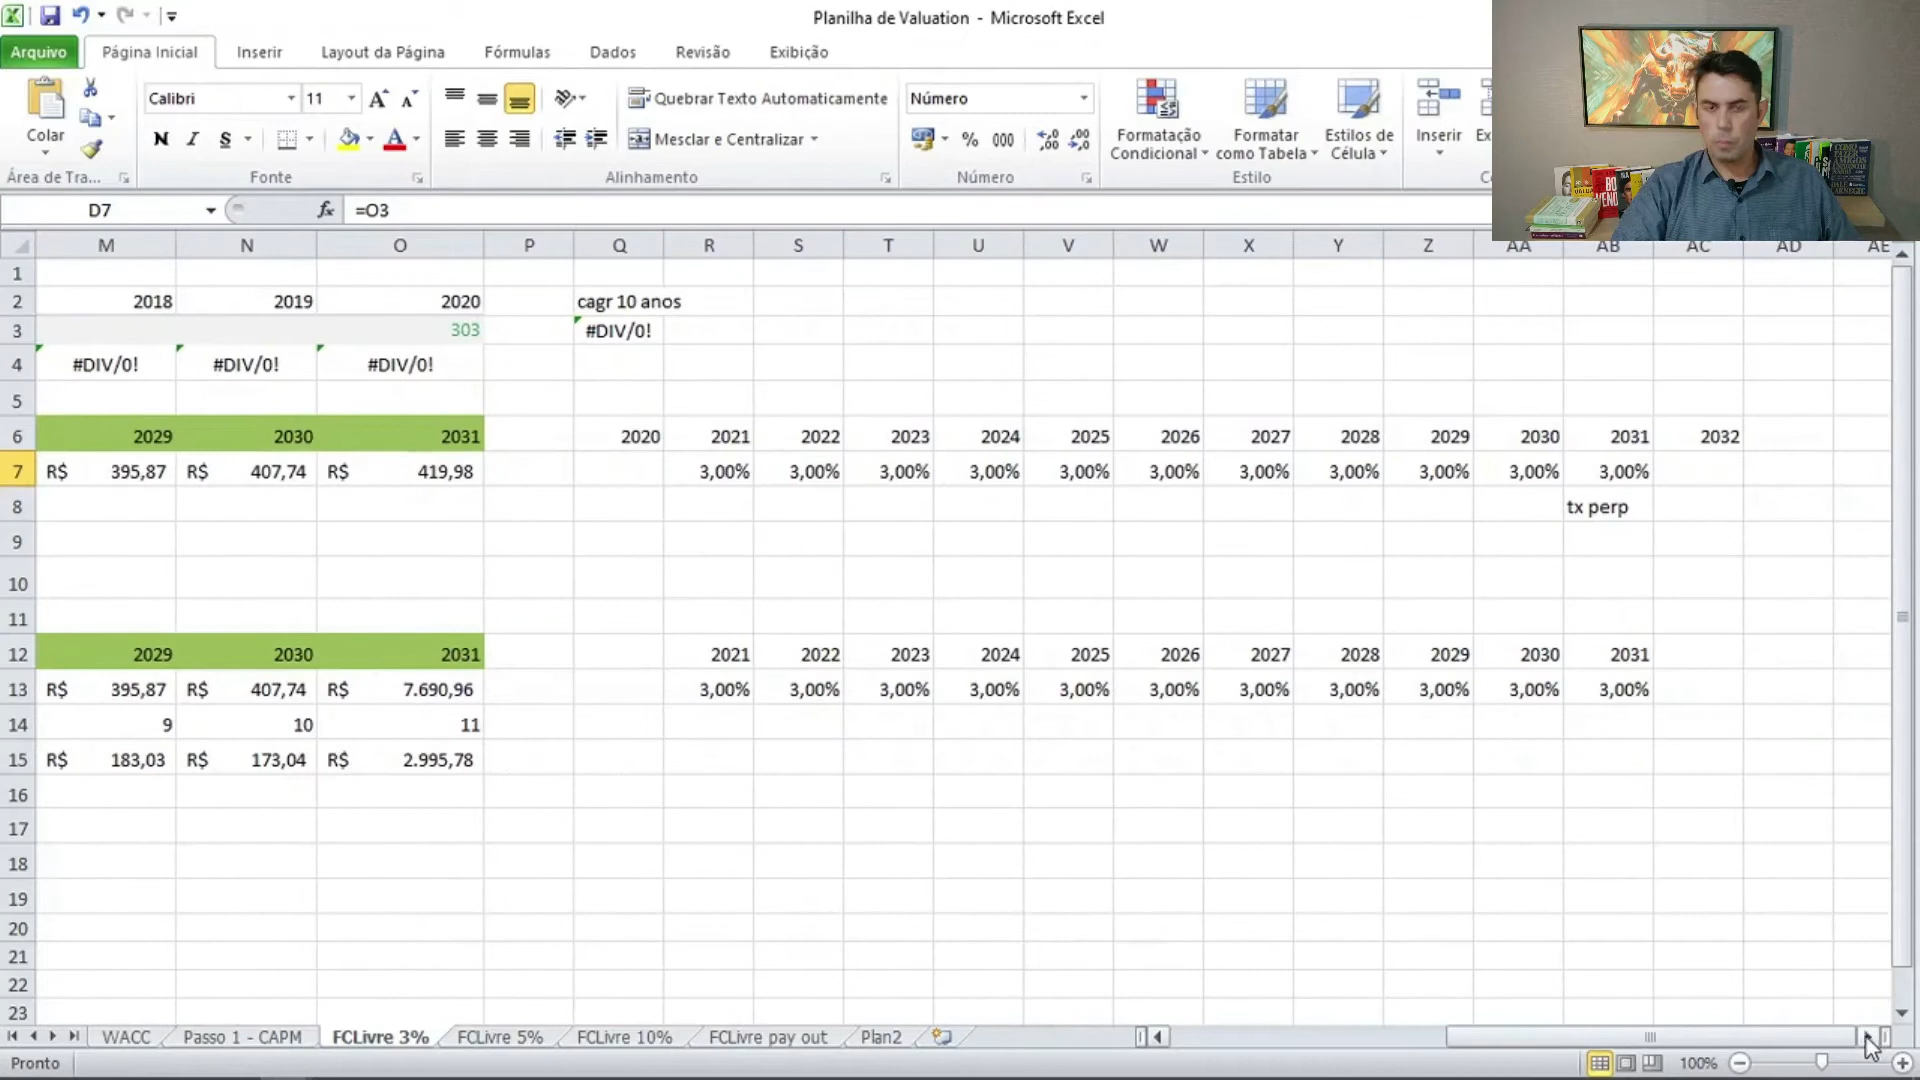 Planilha de Valuation - Microsoft Excel
Arquivo Página Inicial Inserir Layout da Página Fórmulas Dados Revisão Exibição
Colar Calibri 11 Quebrar Texto Automaticamente Número
N I S Mesclar e Centralizar % 000 Formatação Condicional Formatar como Tabela Estilos de Célula Inserir
Área de Tra... Fonte Alinhamento Número Estilo
D7 fx =O3
M N O P Q R S T U V W X Y Z AA AB AC AD AE
1
2 2018 2019 2020 cagr 10 anos
3 303 #DIV/0!
4 #DIV/0! #DIV/0! #DIV/0!
5
6 2029 2030 2031 2020 2021 2022 2023 2024 2025 2026 2027 2028 2029 2030 2031 2032
7 R$ 395,87 R$ 407,74 R$ 419,98 3,00% 3,00% 3,00% 3,00% 3,00% 3,00% 3,00% 3,00% 3,00% 3,00% 3,00%
8 tx perp
9
10
11
12 2029 2030 2031 2021 2022 2023 2024 2025 2026 2027 2028 2029 2030 2031
13 R$ 395,87 R$ 407,74 R$ 7.690,96 3,00% 3,00% 3,00% 3,00% 3,00% 3,00% 3,00% 3,00% 3,00% 3,00% 3,00%
14 9 10 11
15 R$ 183,03 R$ 173,04 R$ 2.995,78
16
17
18
19
20
21
22
23
WACC Passo 1 - CAPM FCLivre 3% FCLivre 5% FCLivre 10% FCLivre pay out Plan2
Pronto 100%